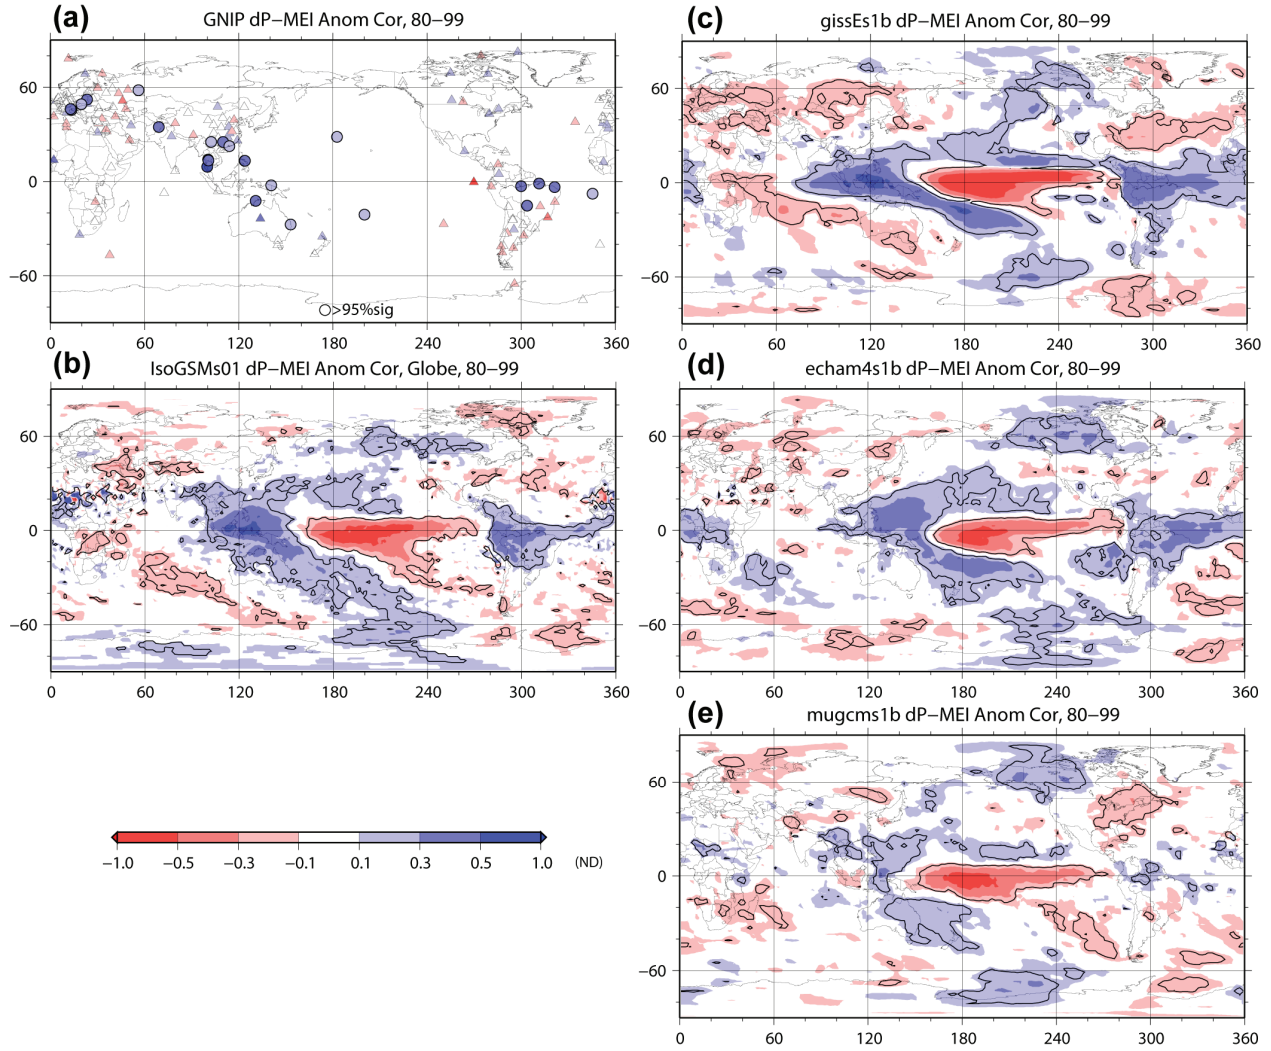 (a)
GNIP dP−MEI Anom Cor, 80−99
60
0
−60
>95%sig
0 60 120 180 240 300 360
(b)
IsoGSMs01 dP−MEI Anom Cor, Globe, 80−99
60
0
−60
0 60 120 180 240 300 360
−1.0 −0.5 −0.3 −0.1 0.1 0.3 0.5 1.0 (ND)
(c)
gissEs1b dP−MEI Anom Cor, 80−99
60
0
−60
0 60 120 180 240 300 360
(d)
echam4s1b dP−MEI Anom Cor, 80−99
60
0
−60
0 60 120 180 240 300 360
(e)
mugcms1b dP−MEI Anom Cor, 80−99
60
0
−60
0 60 120 180 240 300 360